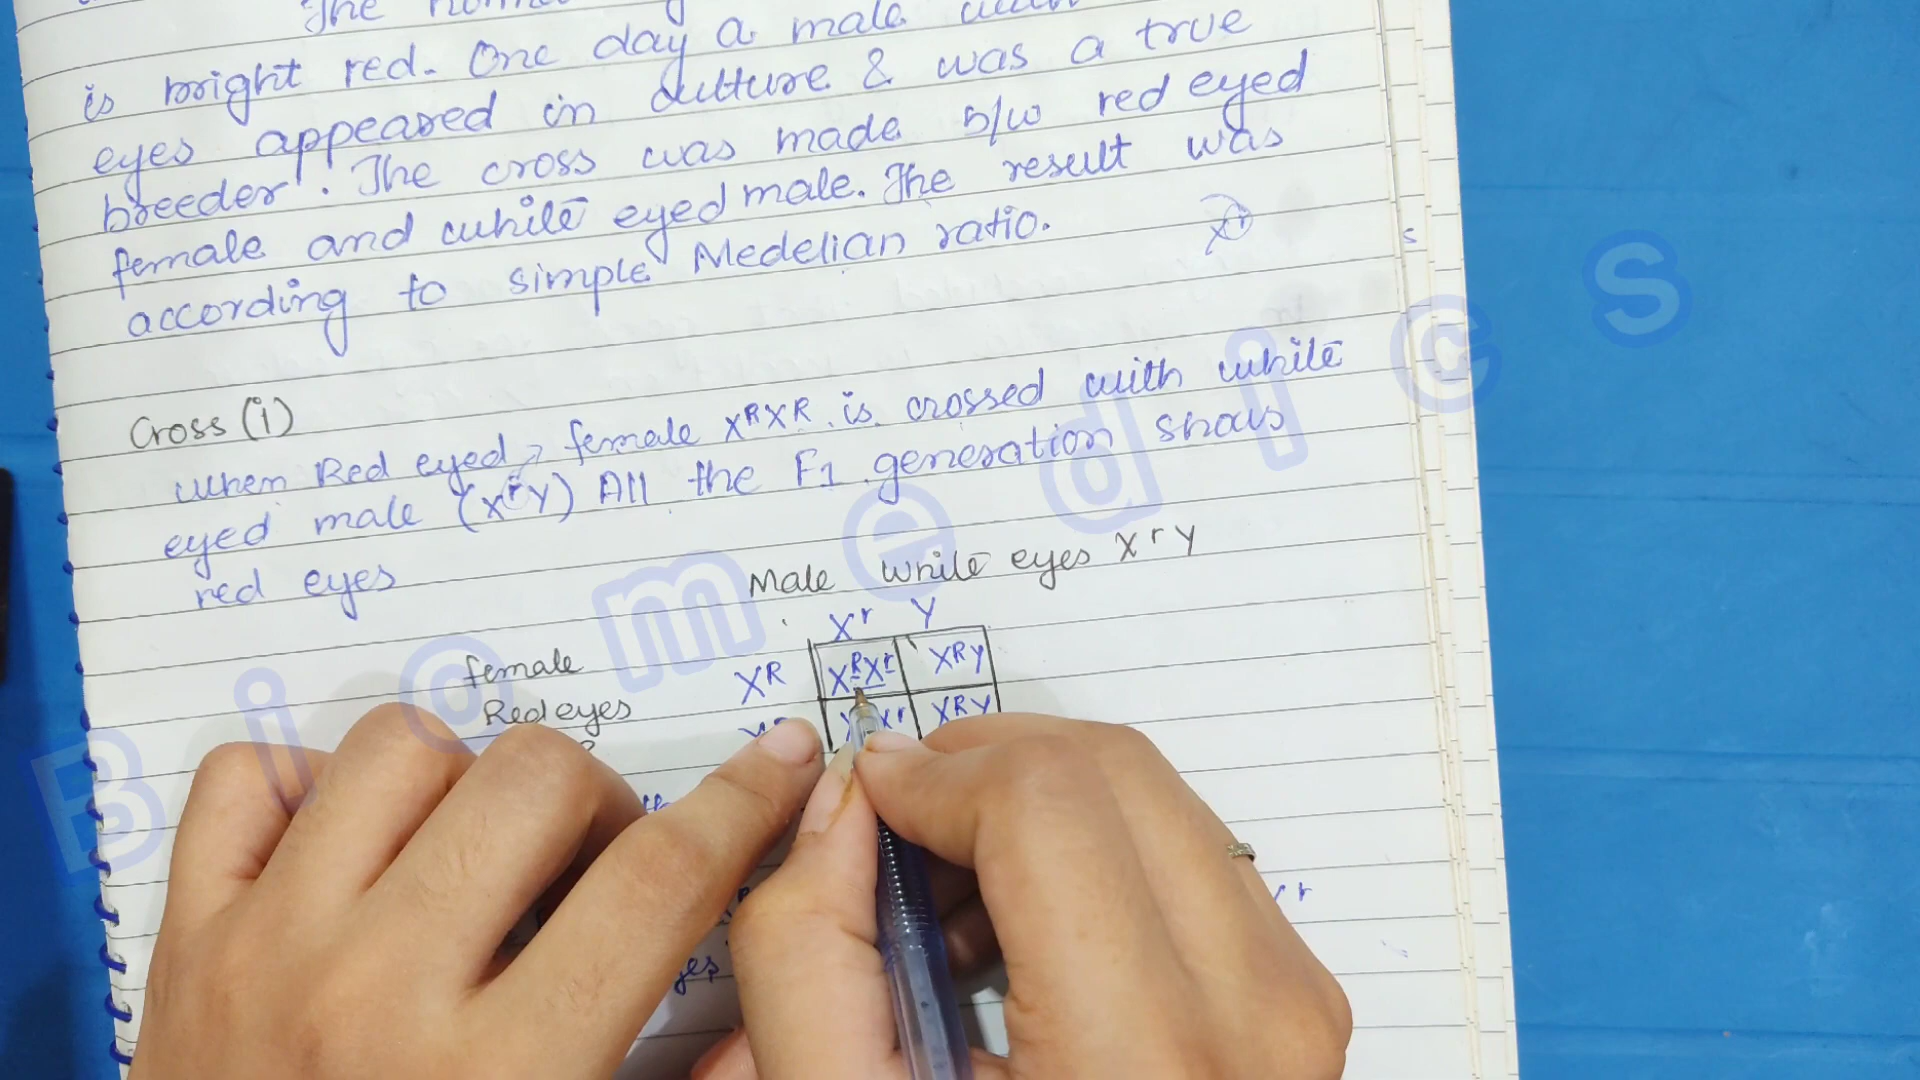 The
is bright red. One day a male
eyes appeared in culture & was a true
breeder. The cross was made b/w red eyed
female and white eyed male. The result was
according to simple Medelian ratio.
Cross (i)
when Red eyed, female XᴿXᴿ. is crossed with white
eyed male (XʳY) All the F1 generation shows
red eyes
Male white eyes XʳY
Xʳ Y
female Xᴿ XᴿXʳ XᴿY
Red eyes Xʳ XᴿY
Biomedics